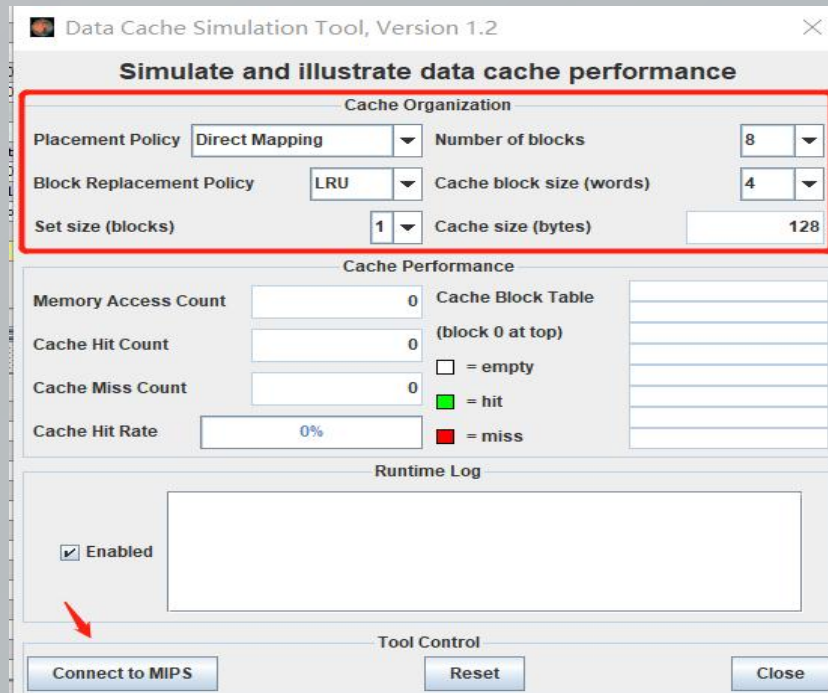 Data Cache Simulation Tool, Version 1.2
Simulate and illustrate data cache performance
Cache Organization
Placement Policy Direct Mapping Number of blocks 8
Block Replacement Policy LRU Cache block size (words) 4
Set size (blocks) 1 Cache size (bytes) 128
Cache Performance
Memory Access Count 0 Cache Block Table
(block 0 at top)
Cache Hit Count 0
= empty
Cache Miss Count 0
= hit
Cache Hit Rate 0%
= miss
Runtime Log
Enabled
Tool Control
Connect to MIPS Reset Close